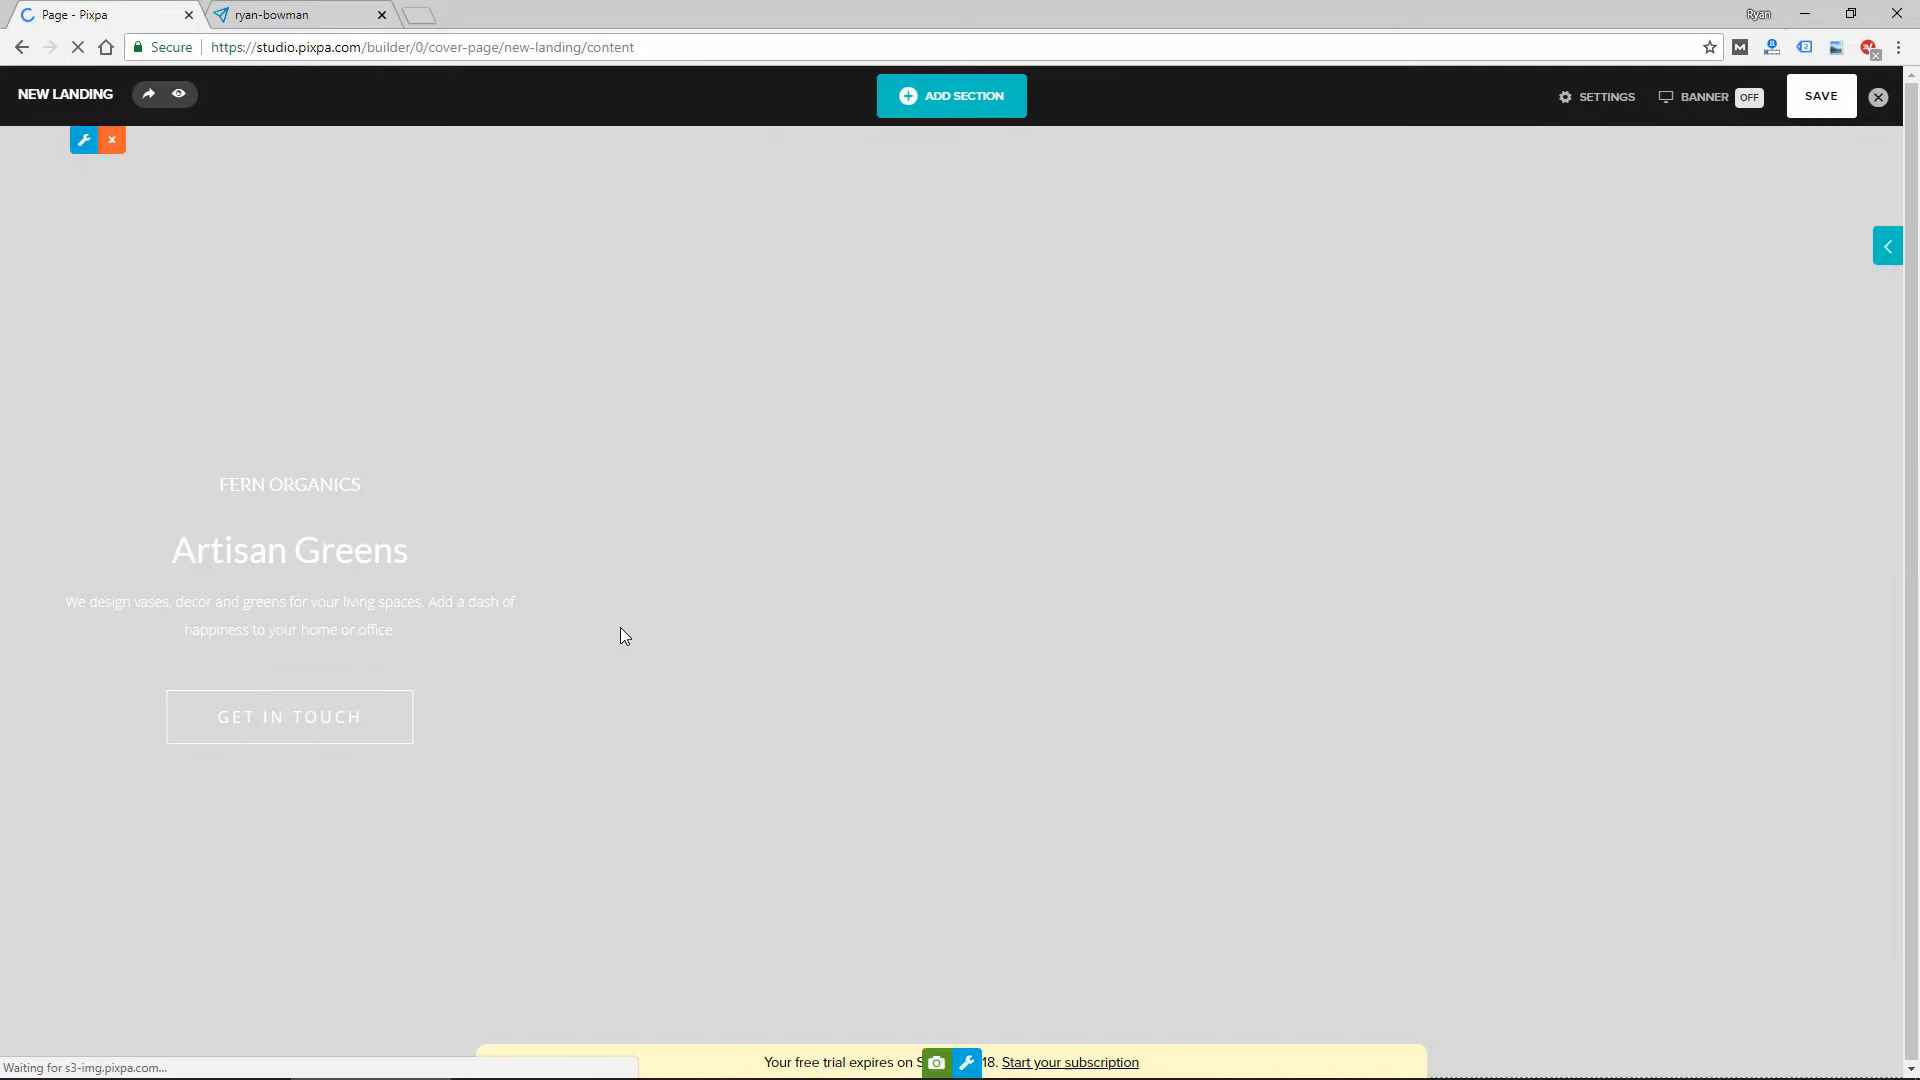 Page - Pixpa
ryan-bowman
Ryan
Secure
https://studio.pixpa.com/builder/0/cover-page/new-landing/content
NEW LANDING
ADD SECTION
SETTINGS
BANNER OFF
SAVE
FERN ORGANICS
Artisan Greens
We design vases, decor and greens for your living spaces. Add a dash of
happiness to your home or office
GET IN TOUCH
Your free trial expires on S 18. Start your subscription
Waiting for s3-img.pixpa.com...